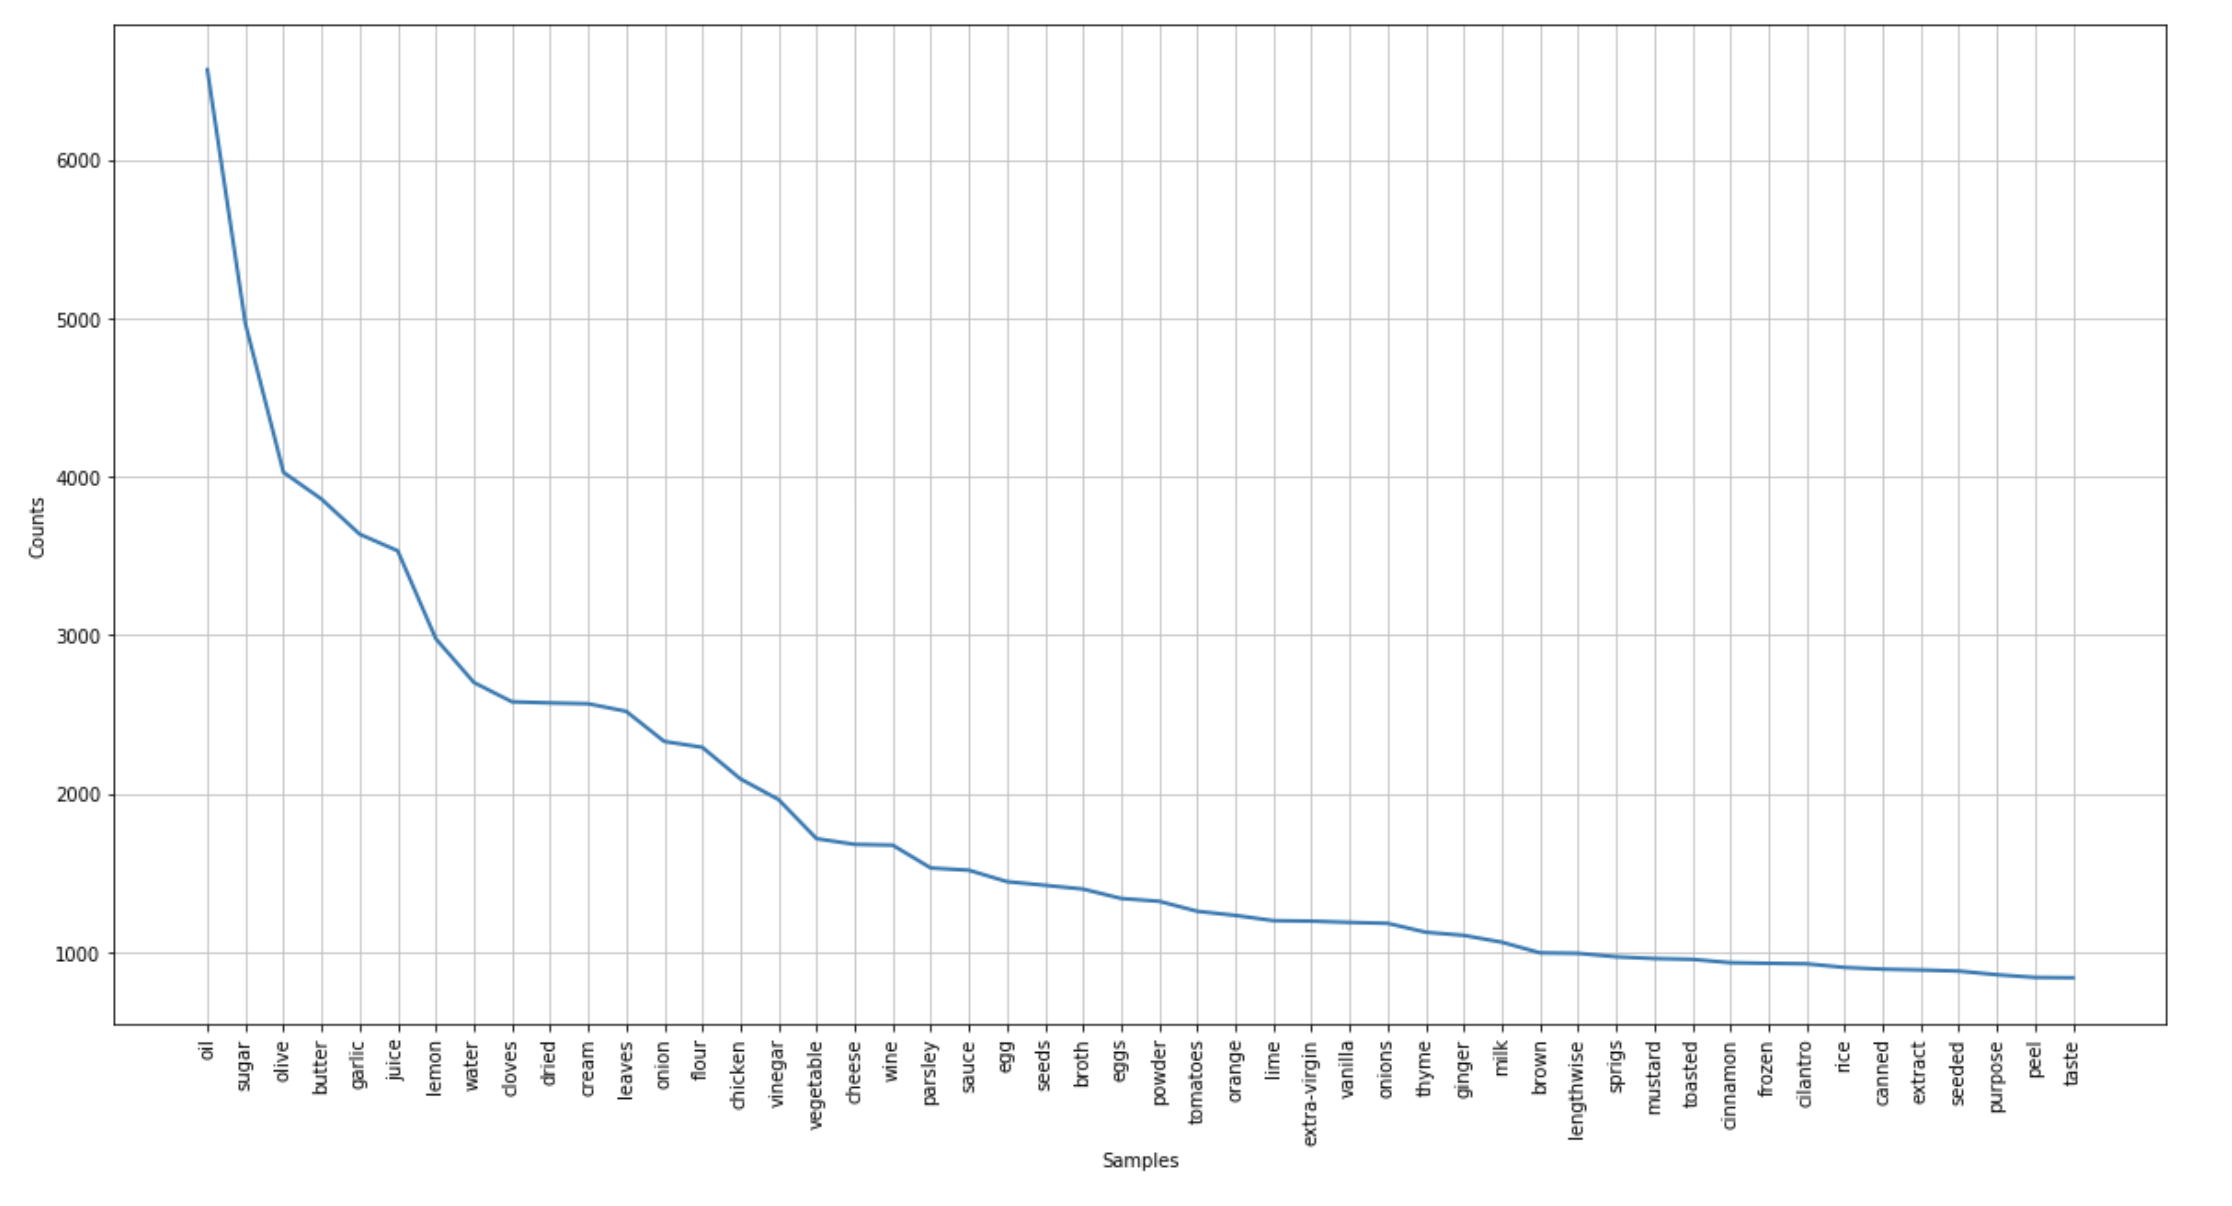 6000
5000
4000
3000
2000
1000
Counts
oil
sugar
olive
butter
garlic
juice
lemon
water
cloves
dried
cream
leaves
onion
flour
chicken
vinegar
vegetable
cheese
wine
parsley
sauce
egg
seeds
broth
eggs
powder
tomatoes
orange
lime
extra-virgin
vanilla
onions
thyme
ginger
milk
brown
lengthwise
sprigs
mustard
toasted
cinnamon
frozen
cilantro
rice
canned
extract
seeded
purpose
peel
taste
Samples